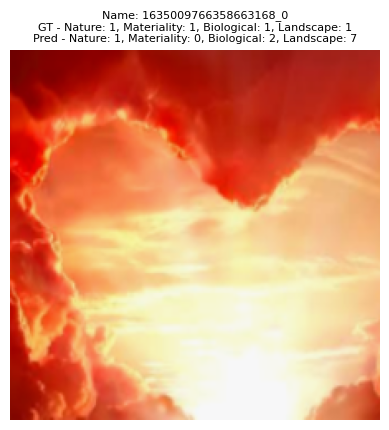 Name: 1635009766358663168_0
GT - Nature: 1, Materiality: 1, Biological: 1, Landscape: 1
Pred - Nature: 1, Materiality: 0, Biological: 2, Landscape: 7